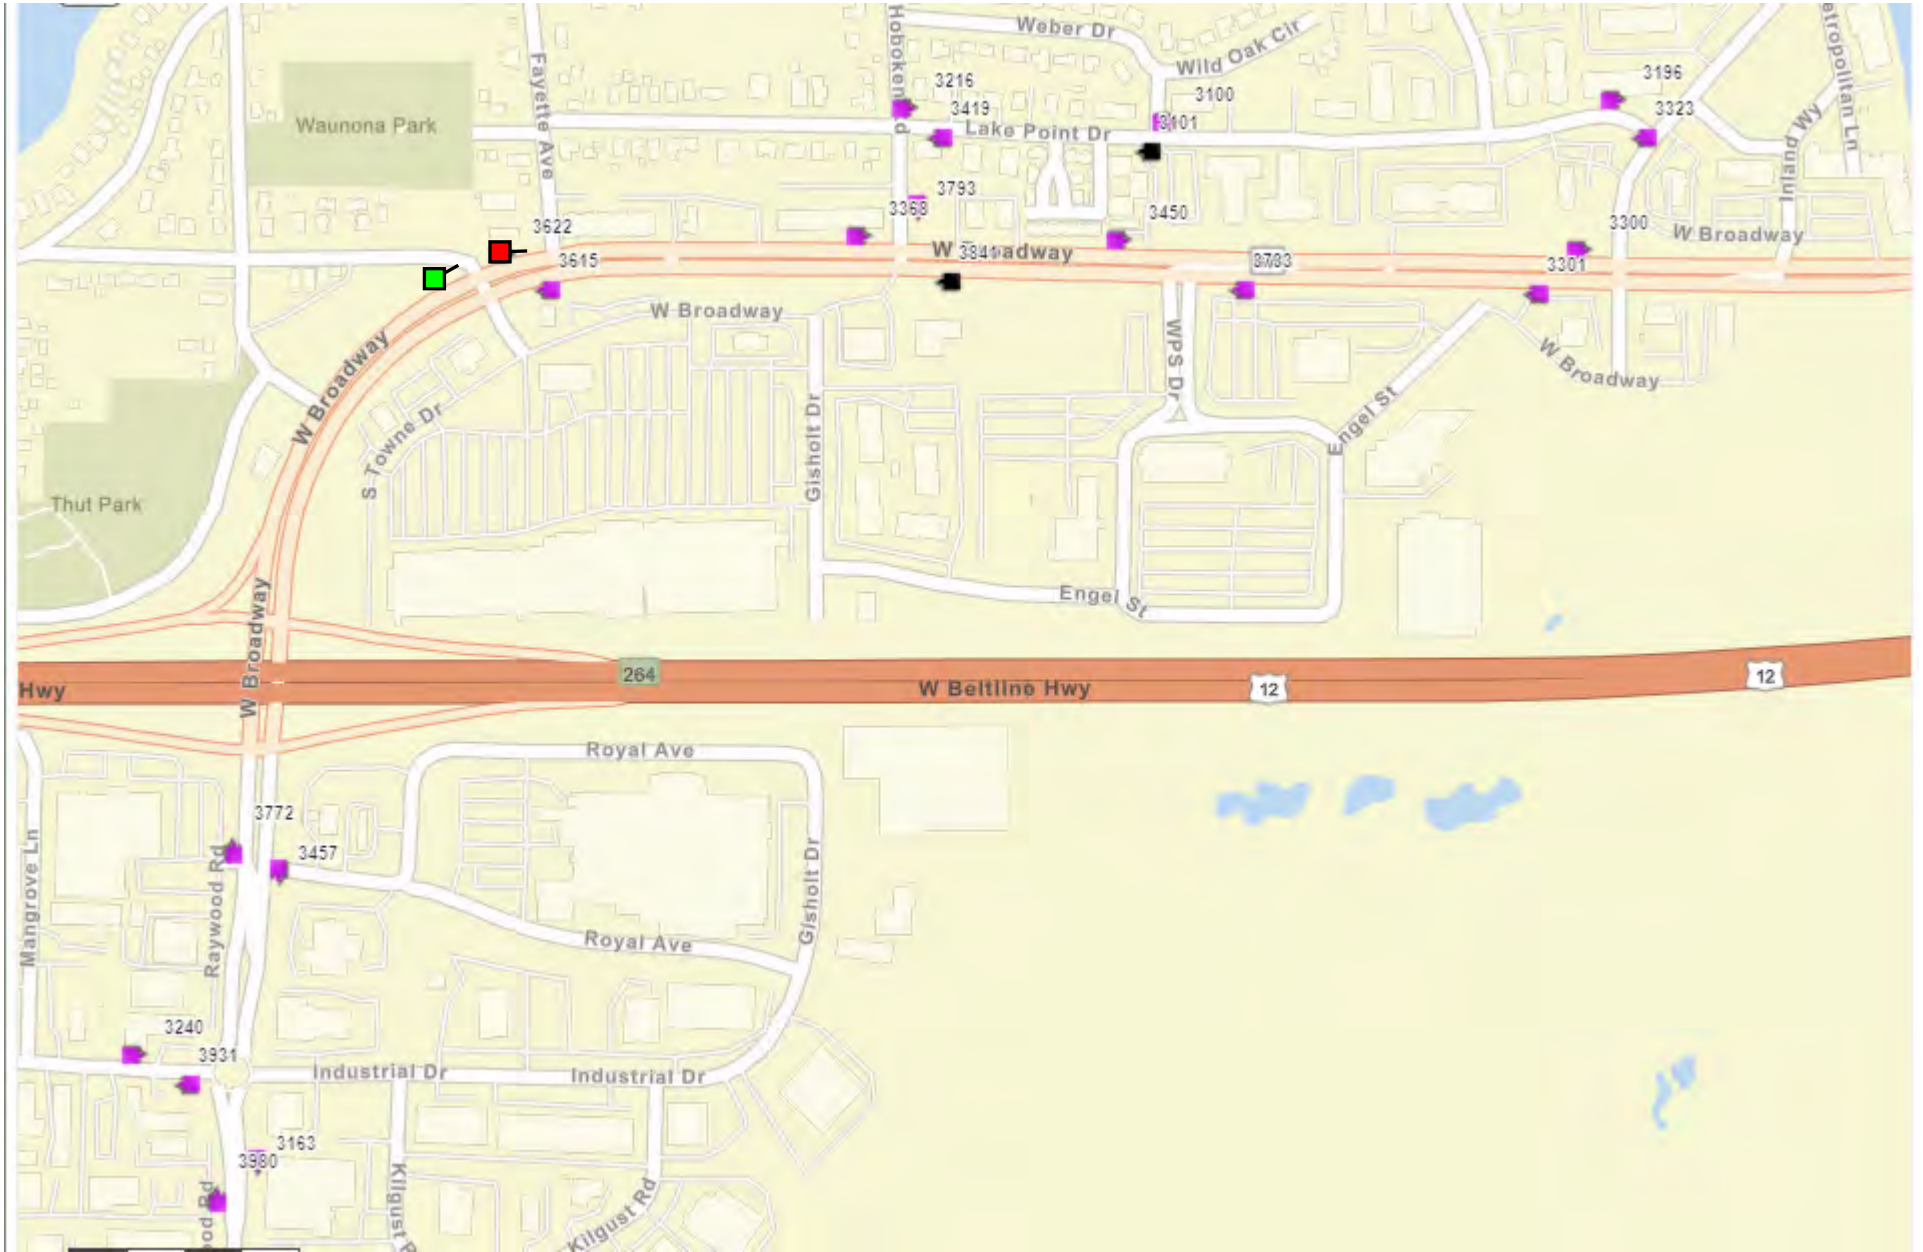 Weber Dr
Hoboken Rd
Wild Oak Cir
Fayette Ave
3216
3100
3196
Metropolitan Ln
3419
3323
Waunona Park
Lake Point Dr
3101
Inland Wy
3793
3368
3450
3300
3622
W Broadway
W Broadway
3841
3615
3301
W Broadway
WPS Dr
W Broadway
W Broadway
Engel St
Gisholt Dr
S Towne Dr
Thut Park
Engel St
W Broadway
264
Hwy
W Beltline Hwy
12
12
Royal Ave
3772
3457
Mangrove Ln
Raywood Rd
Gisholt Dr
Royal Ave
3240
3931
Industrial Dr
Industrial Dr
3163
3980
Kilgust R
Kilgust Rd
ood Rd